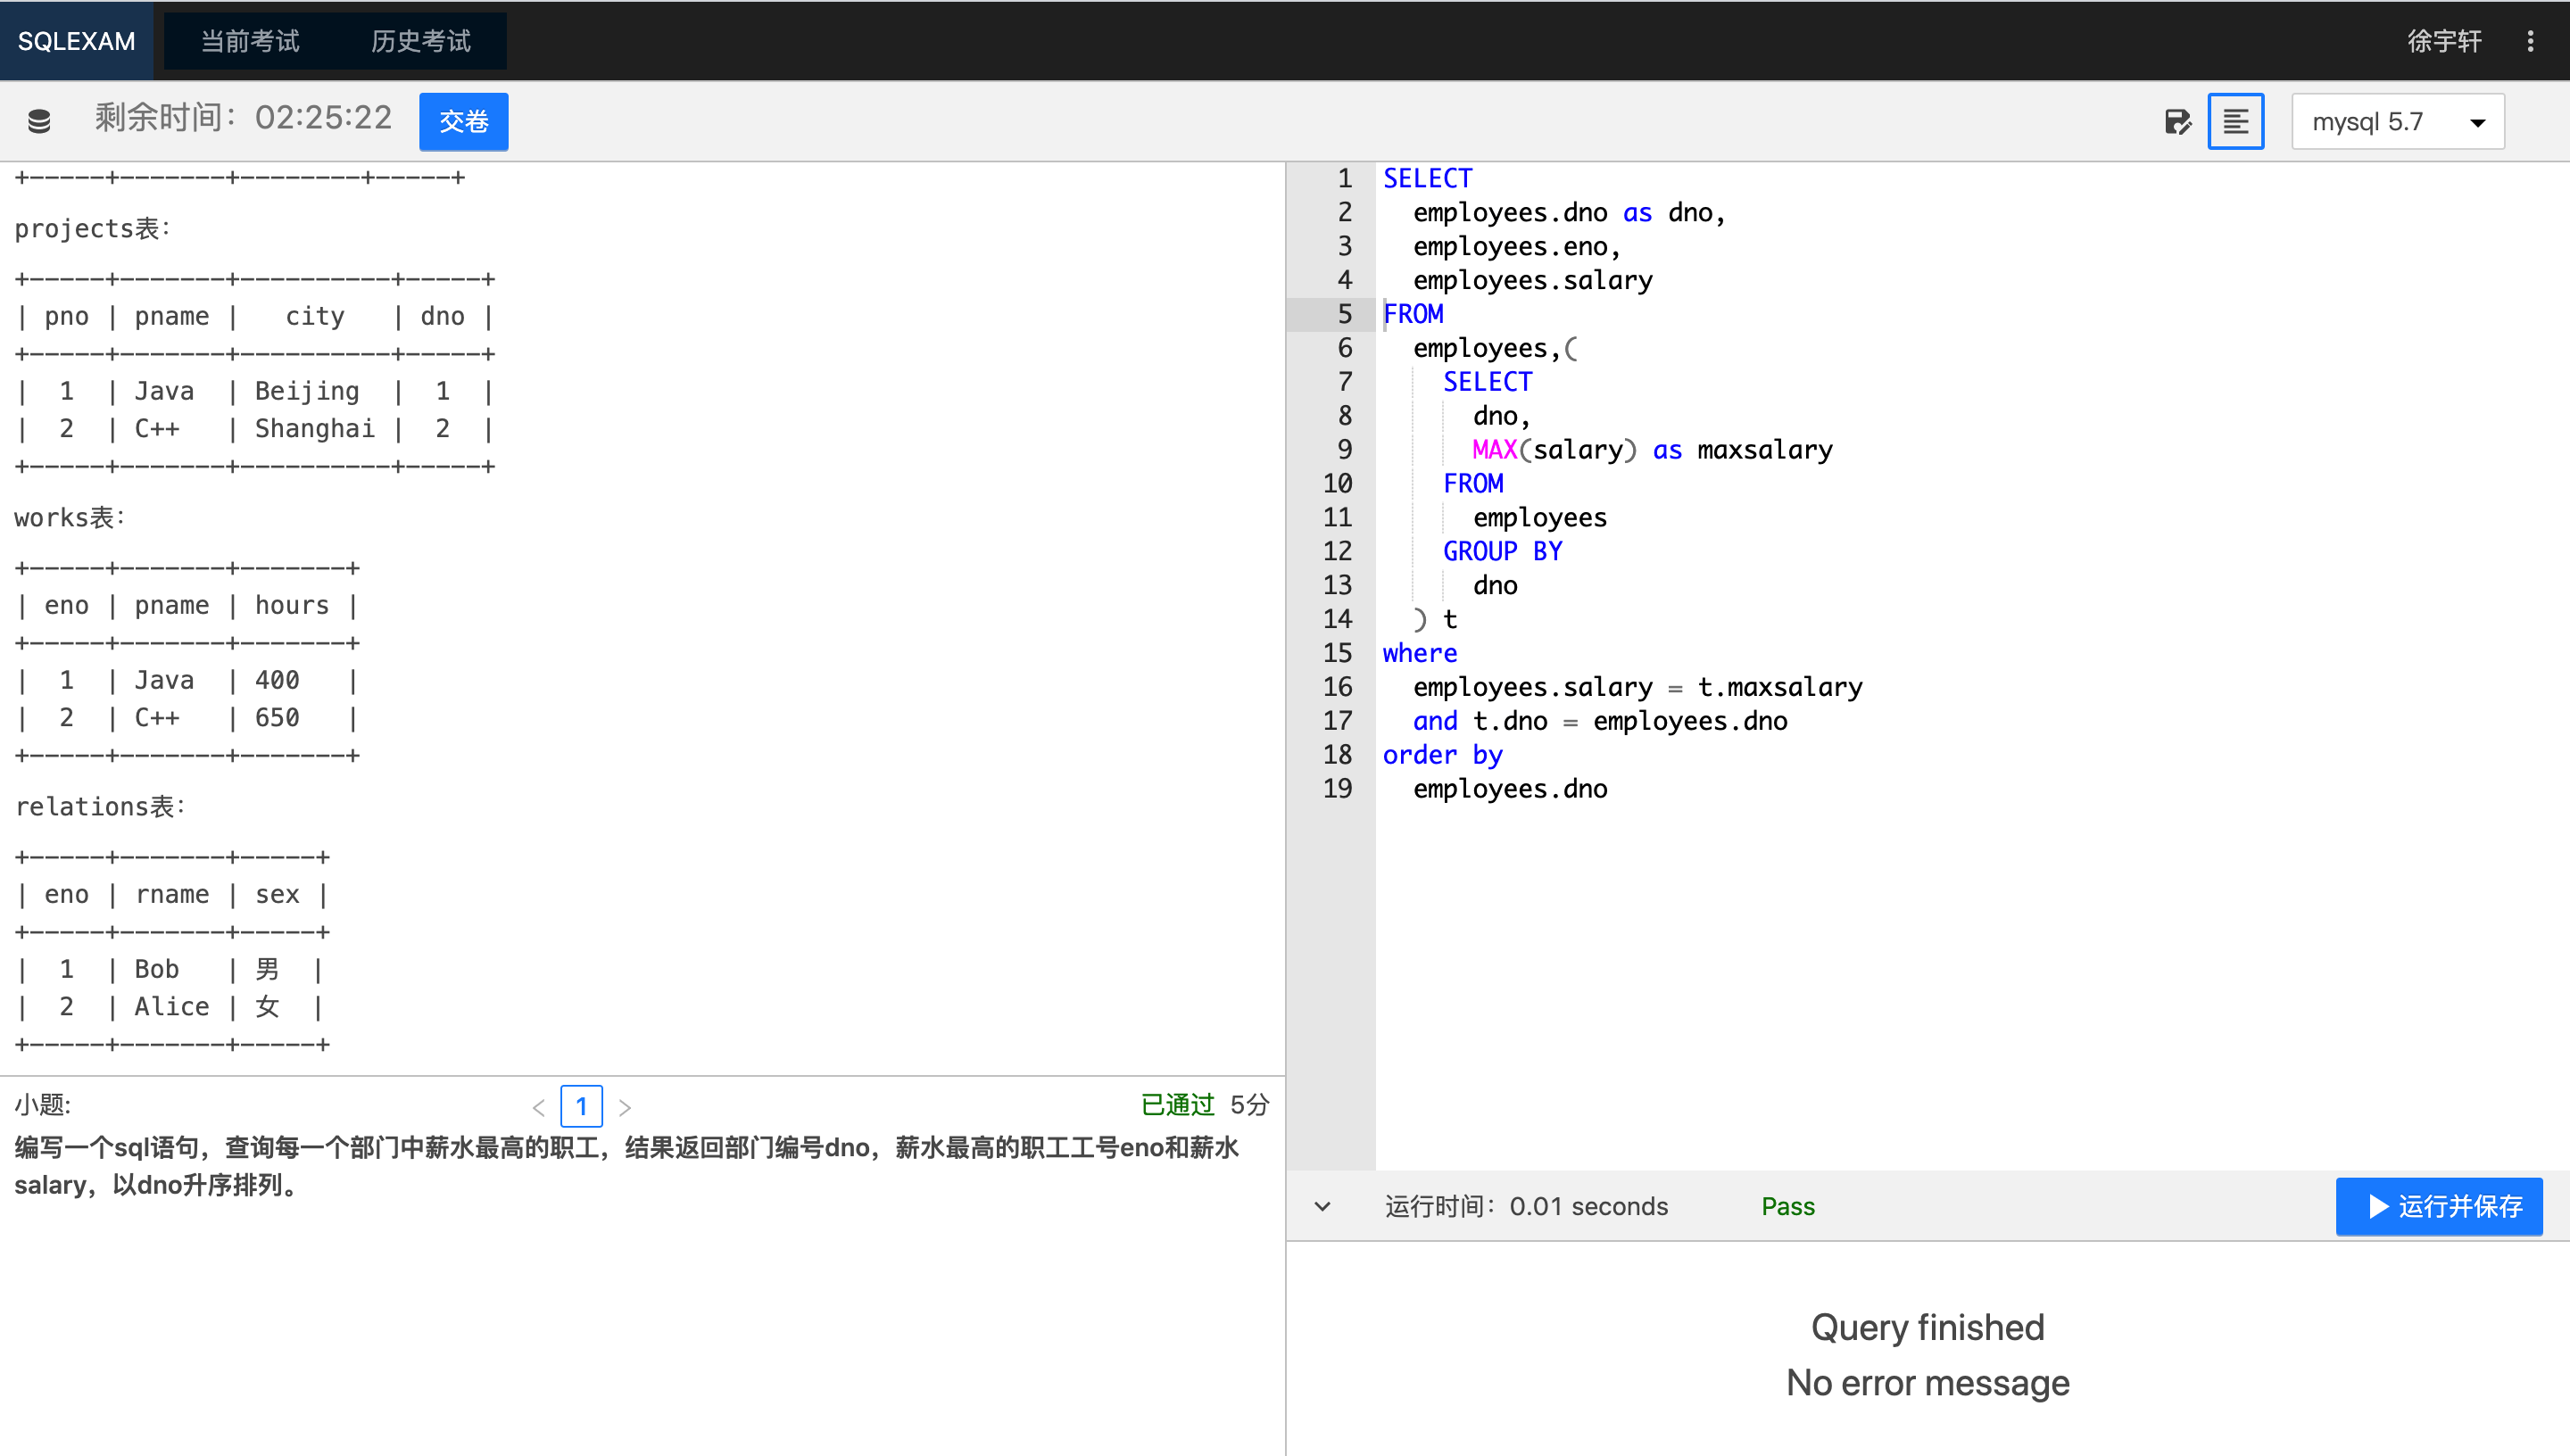 SQLEXAM 当前考试 历史考试 徐宇轩
剩余时间：02:25:22 交卷 mysql 5.7
+-----+-------+--------+-----+
projects表：
+-----+-------+----------+-----+
| pno | pname |   city   | dno |
+-----+-------+----------+-----+
|  1  | Java  | Beijing  |  1  |
|  2  | C++   | Shanghai |  2  |
+-----+-------+----------+-----+
works表：
+-----+-------+-------+
| eno | pname | hours |
+-----+-------+-------+
|  1  | Java  | 400   |
|  2  | C++   | 650   |
+-----+-------+-------+
relations表：
+-----+-------+-----+
| eno | rname | sex |
+-----+-------+-----+
|  1  | Bob   | 男  |
|  2  | Alice | 女  |
+-----+-------+-----+
小题: < 1 > 已通过 5分
编写一个sql语句，查询每一个部门中薪水最高的职工，结果返回部门编号dno，薪水最高的职工工号eno和薪水
salary，以dno升序排列。
1 SELECT
2   employees.dno as dno,
3   employees.eno,
4   employees.salary
5 FROM
6   employees,(
7     SELECT
8       dno,
9       MAX(salary) as maxsalary
10     FROM
11       employees
12     GROUP BY
13       dno
14   ) t
15 where
16   employees.salary = t.maxsalary
17   and t.dno = employees.dno
18 order by
19   employees.dno
运行时间：0.01 seconds Pass 运行并保存
Query finished
No error message